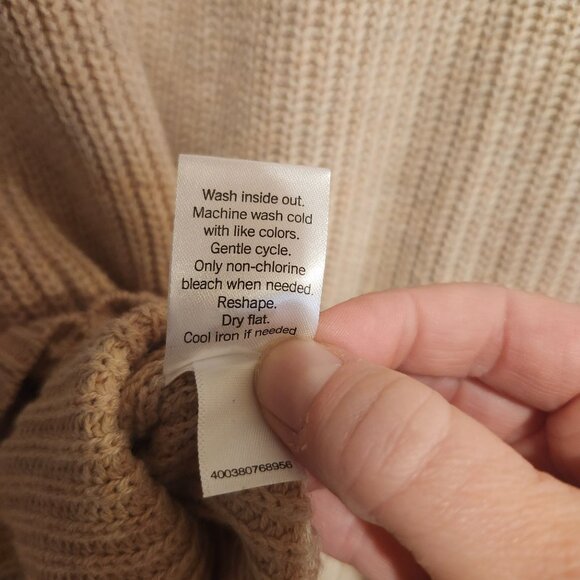 Wash inside out.
Machine wash cold
with like colors.
Gentle cycle.
Only non-chlorine
bleach when needed.
Reshape.
Dry flat.
Cool iron if needed
400380768956